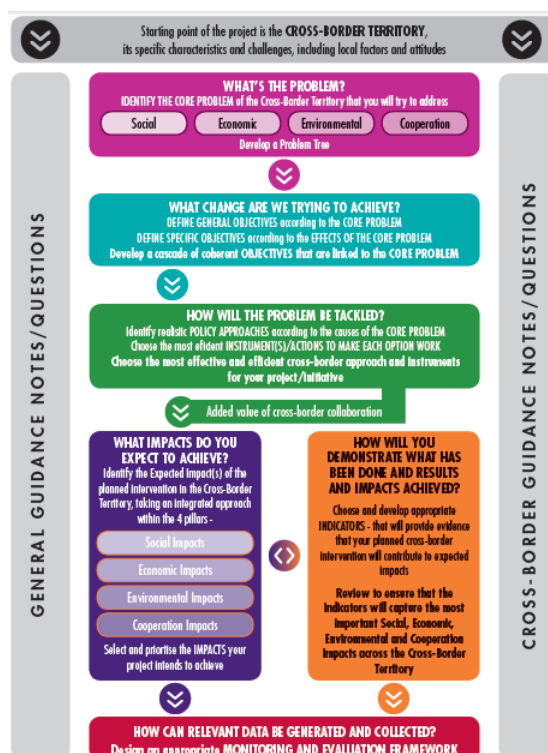 Starting point of the project is the CROSS-BORDER TERRITORY,
its specific characteristics and challenges, including local factors and attitudes
GENERAL GUIDANCE NOTES/QUESTIONS
WHAT'S THE PROBLEM?
IDENTIFY THE CORE PROBLEM of the Cross-Border Territory that you will try to address
Social
Economic
Environmental
Cooperation
Develop a Problem Tree
WHAT CHANGE ARE WE TRYING TO ACHIEVE?
DEFINE GENERAL OBJECTIVES according to the CORE PROBLEM
DEFINE SPECIFIC OBJECTIVES according to the EFFECTS OF THE CORE PROBLEM
Develop a cascade of coherent OBJECTIVES that are linked to the CORE PROBLEM
HOW WILL THE PROBLEM BE TACKLED?
Identify realistic POLICY APPROACHES according to the causes of the CORE PROBLEM
Choose the most efident INSTRUMENT(S)/ACTIONS TO MAKE EACH OPTION WORK
Choose the most effective and efficient cross-border approach and instruments
for your project/initiative
Added value of cross-border collaboration
WHAT IMPACTS DO YOU
EXPECT TO ACHIEVE?
Identify the Expected Impact(s) of the
planned intervention in the Cross-Border
Territory, taking an integrated approach
within the 4 pillars -
Social Impacts
Economic Impacts
Environmental Impacts
Cooperation Impacts
Select and prioritise the IMPACTS your
project intends to achieve
HOW WILL YOU
DEMONSTRATE WHAT HAS
BEEN DONE AND RESULTS
AND IMPACTS ACHIEVED?
Choose and develop appropriate
INDICATORS - that will provide evidence
that your planned cross-border
intervention will contribute to expected
impacts
Review to ensure that the
Indicators will capture the most
important Social, Economic,
Environmental and Cooperation
Impacts across the Cross-Border
Territory
HOW CAN RELEVANT DATA BE GENERATED AND COLLECTED?
Design an appropriate MONITORING AND EVALUATION FRAMEWORK
CROSS-BORDER GUIDANCE NOTES/QUESTIONS